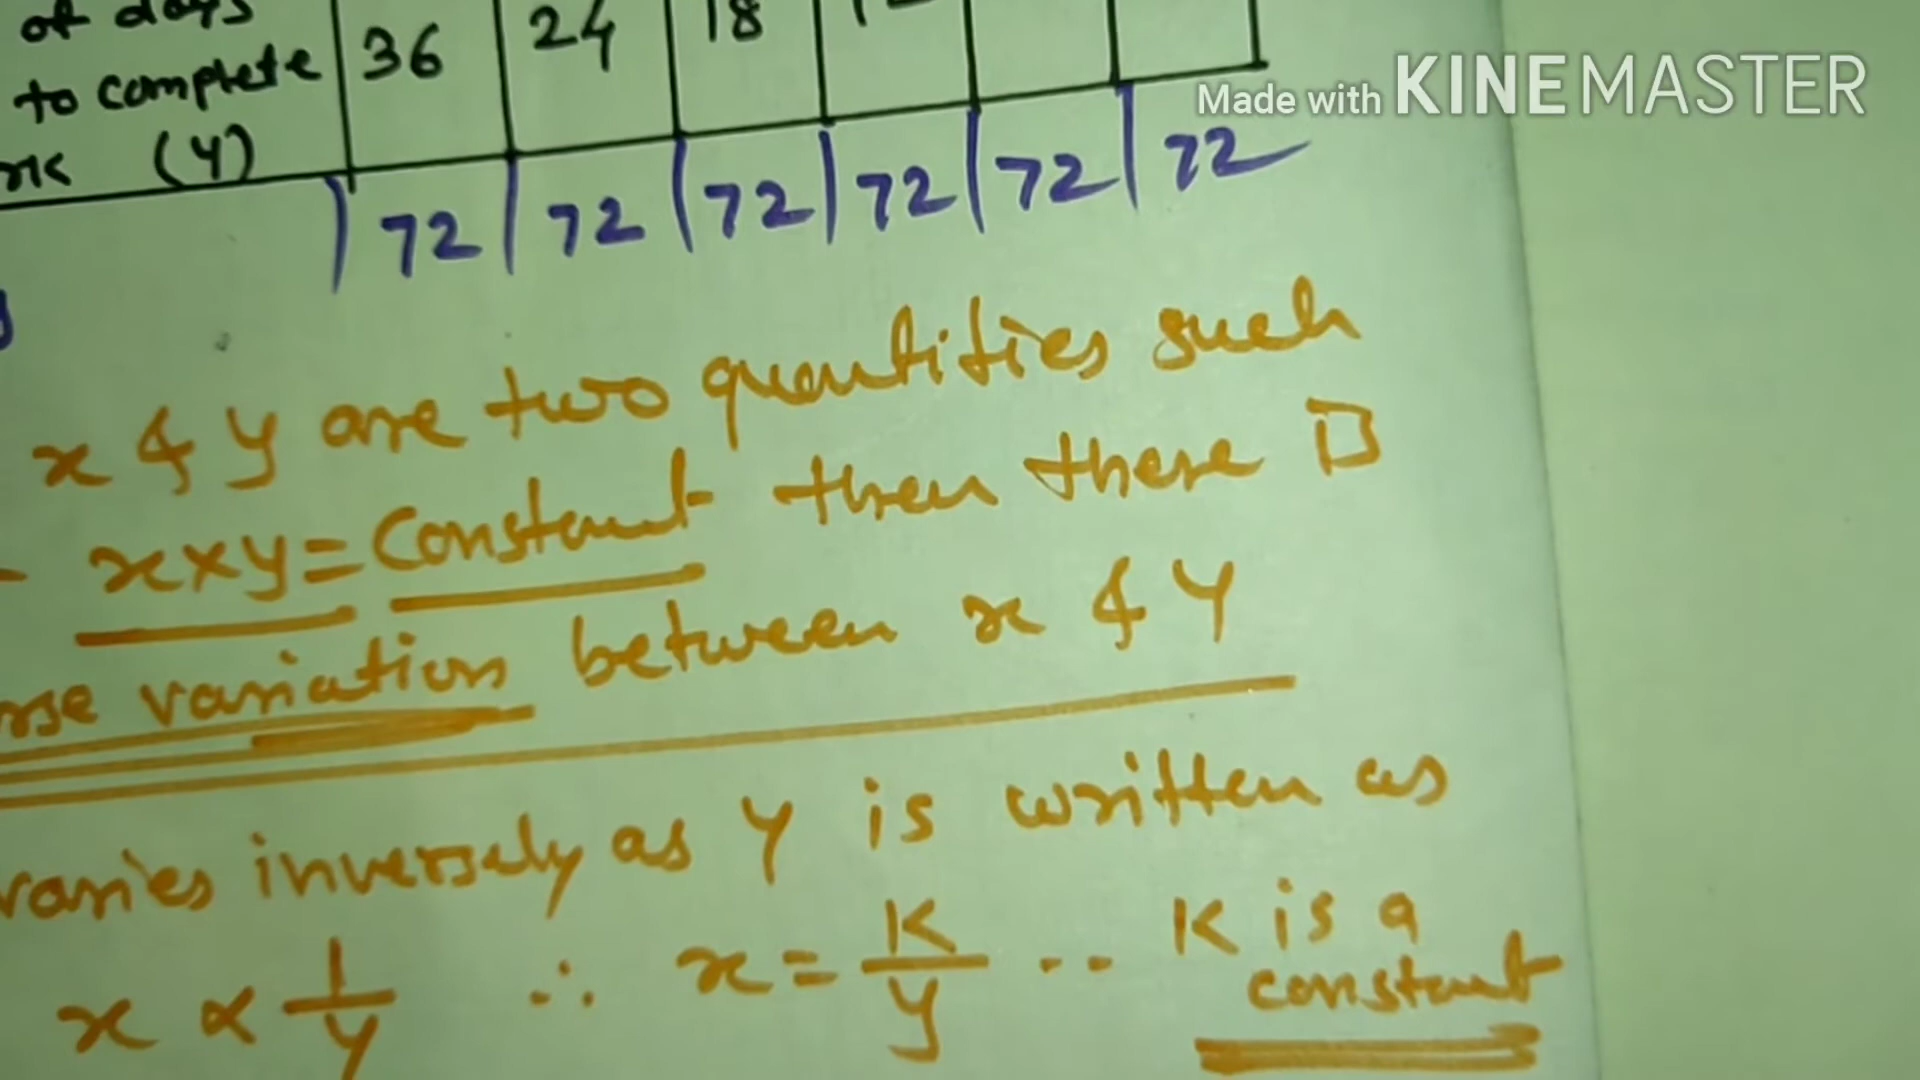 of days
to complete 36 24 18
(Y)
72 72 72 72 72 72
Made with KINEMASTER
x & y are two quantities such
x×y=Constant then there is
variation between x & Y
varies inversely as Y is written as
x ∝ 1/Y ∴ x = K/y .. K is a
constant